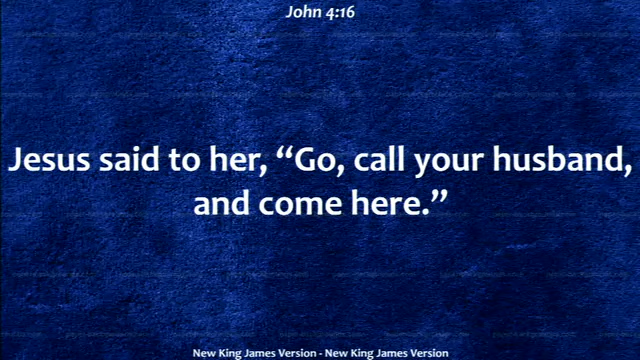 John 4:16
Jesus said to her, “Go, call your husband,
and come here.”
New King James Version - New King James Version